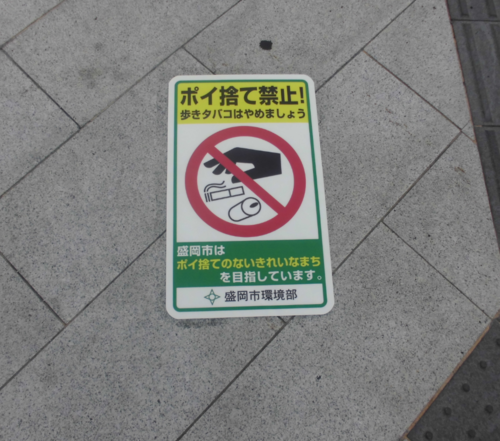 ポイ捨て禁止!
歩きタバコはやめましょう
盛岡市は
ポイ捨てのないきれいなまち
を目指しています。
盛岡市環境部